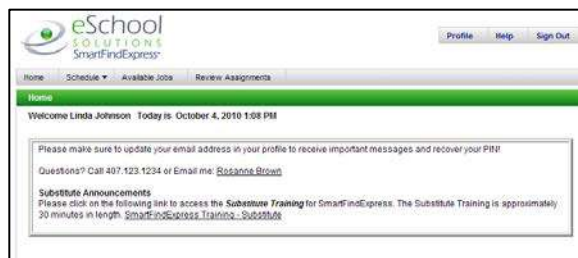 eSchool
SOLUTIONS
SmartFindExpress
Profile Help Sign Out
Home Schedule Available Jobs Review Assignments
Home
Welcome Linda Johnson Today is October 4, 2010 1:08 PM
Please make sure to update your email address in your profile to receive important messages and recover your PIN!
Questions? Call 407.123.1234 or Email me: Rosanne Brown
Substitute Announcements
Please click on the following link to access the Substitute Training for SmartFindExpress. The Substitute Training is approximately
30 minutes in length. SmartFindExpress Training - Substitute